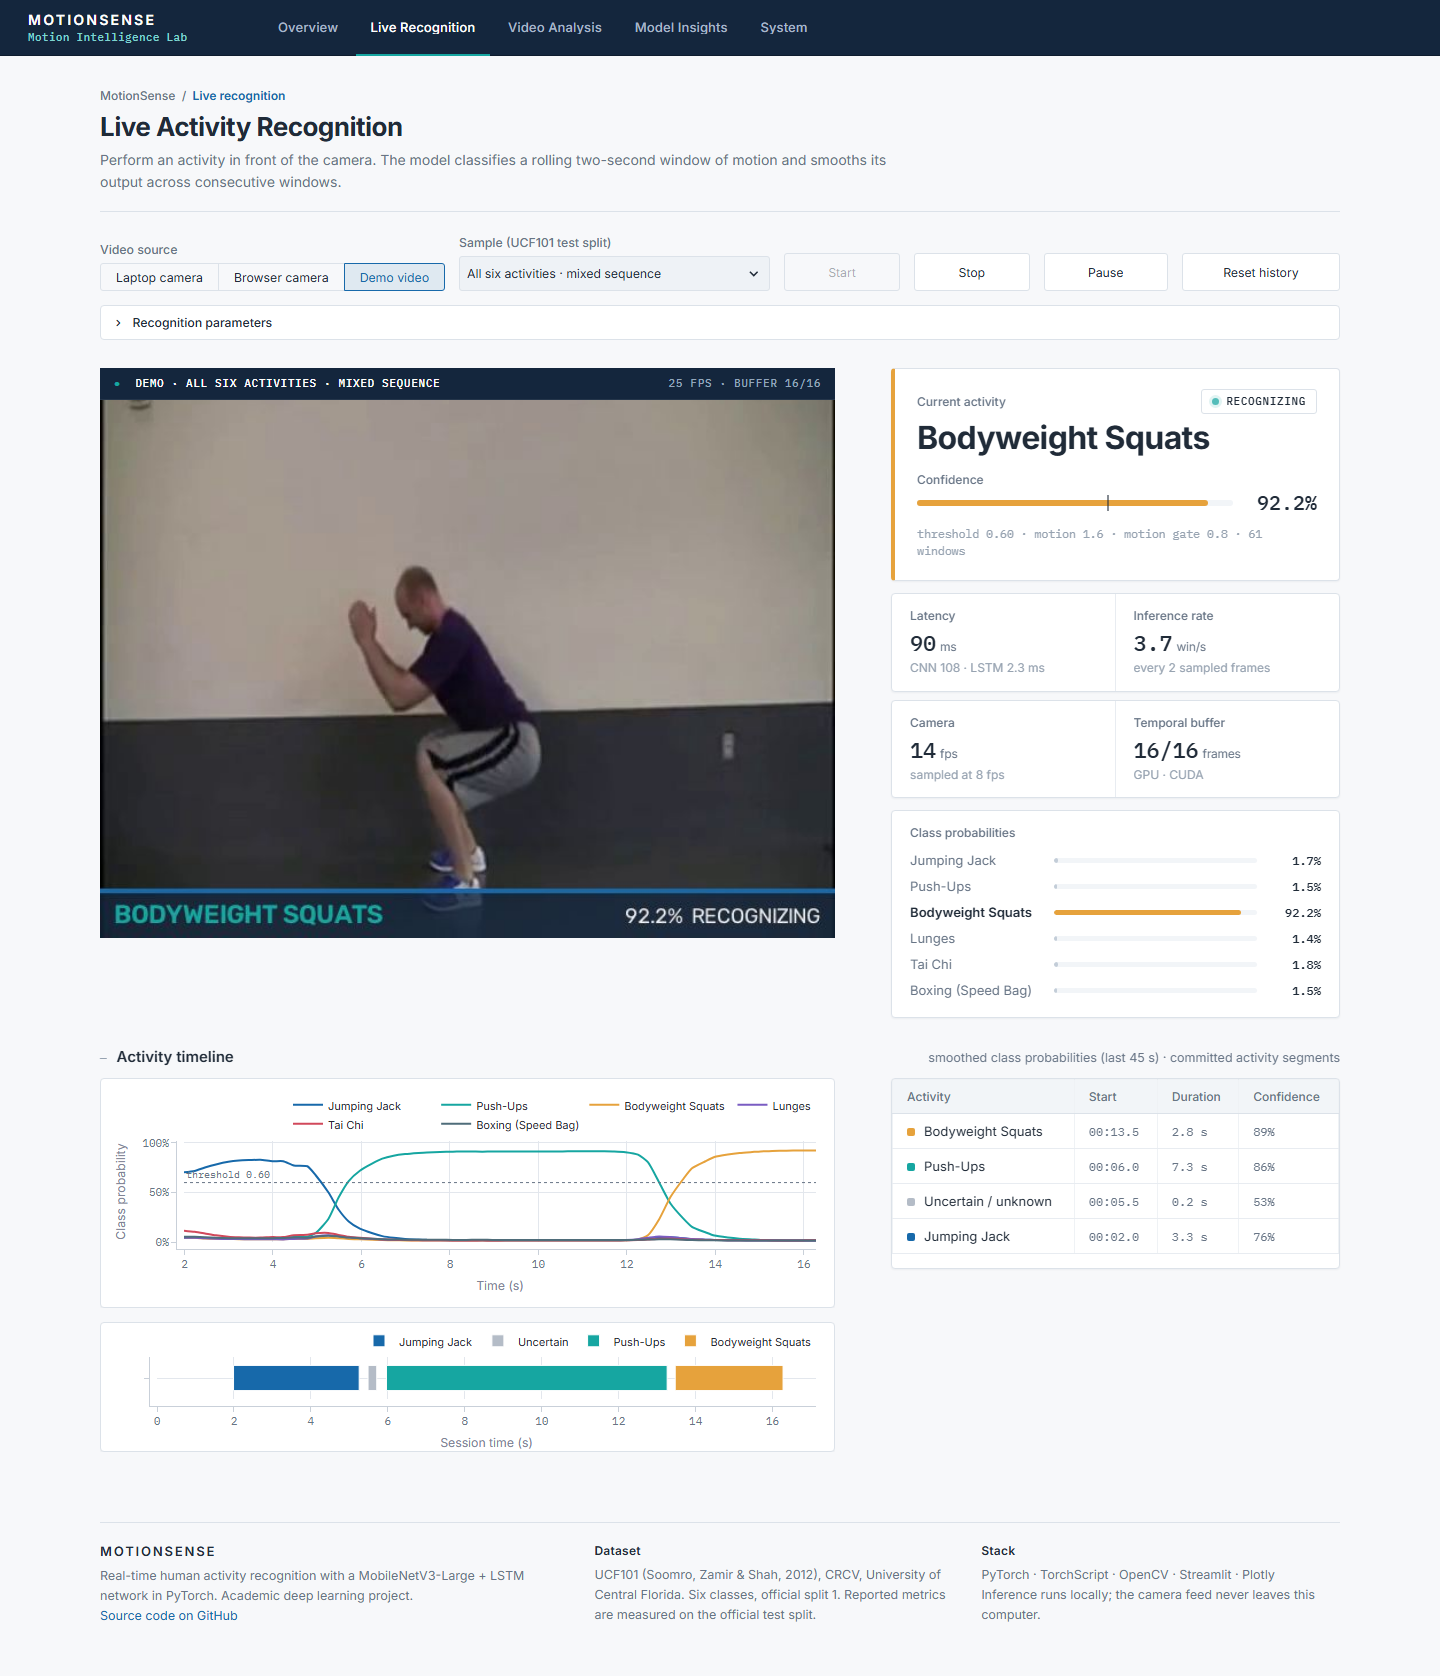 MOTIONSENSE
Motion Intelligence Lab
Overview
Live Recognition
Video Analysis
Model Insights
System
MotionSense / Live recognition
Live Activity Recognition
Perform an activity in front of the camera. The model classifies a rolling two-second window of motion and smooths its
output across consecutive windows.
Video source
Laptop camera
Browser camera
Demo video
Sample (UCF101 test split)
All six activities · mixed sequence
Start
Stop
Pause
Reset history
Recognition parameters
DEMO · ALL SIX ACTIVITIES · MIXED SEQUENCE
25 FPS · BUFFER 16/16
BODYWEIGHT SQUATS
92.2% RECOGNIZING
Current activity
RECOGNIZING
Bodyweight Squats
Confidence
92.2%
threshold 0.60 · motion 1.6 · motion gate 0.8 · 61
windows
Latency
90 ms
CNN 108 · LSTM 2.3 ms
Inference rate
3.7 win/s
every 2 sampled frames
Camera
14 fps
sampled at 8 fps
Temporal buffer
16/16 frames
GPU · CUDA
Class probabilities
Jumping Jack 1.7%
Push-Ups 1.5%
Bodyweight Squats 92.2%
Lunges 1.4%
Tai Chi 1.8%
Boxing (Speed Bag) 1.5%
– Activity timeline
smoothed class probabilities (last 45 s) · committed activity segments
Jumping Jack Push-Ups Bodyweight Squats Lunges
Tai Chi Boxing (Speed Bag)
Class probability
100%
threshold 0.60
50%
0%
2 4 6 8 10 12 14 16
Time (s)
Jumping Jack Uncertain Push-Ups Bodyweight Squats
0 2 4 6 8 10 12 14 16
Session time (s)
Activity Start Duration Confidence
Bodyweight Squats 00:13.5 2.8 s 89%
Push-Ups 00:06.0 7.3 s 86%
Uncertain / unknown 00:05.5 0.2 s 53%
Jumping Jack 00:02.0 3.3 s 76%
MOTIONSENSE
Real-time human activity recognition with a MobileNetV3-Large + LSTM
network in PyTorch. Academic deep learning project.
Source code on GitHub
Dataset
UCF101 (Soomro, Zamir & Shah, 2012), CRCV, University of
Central Florida. Six classes, official split 1. Reported metrics
are measured on the official test split.
Stack
PyTorch · TorchScript · OpenCV · Streamlit · Plotly
Inference runs locally; the camera feed never leaves this
computer.